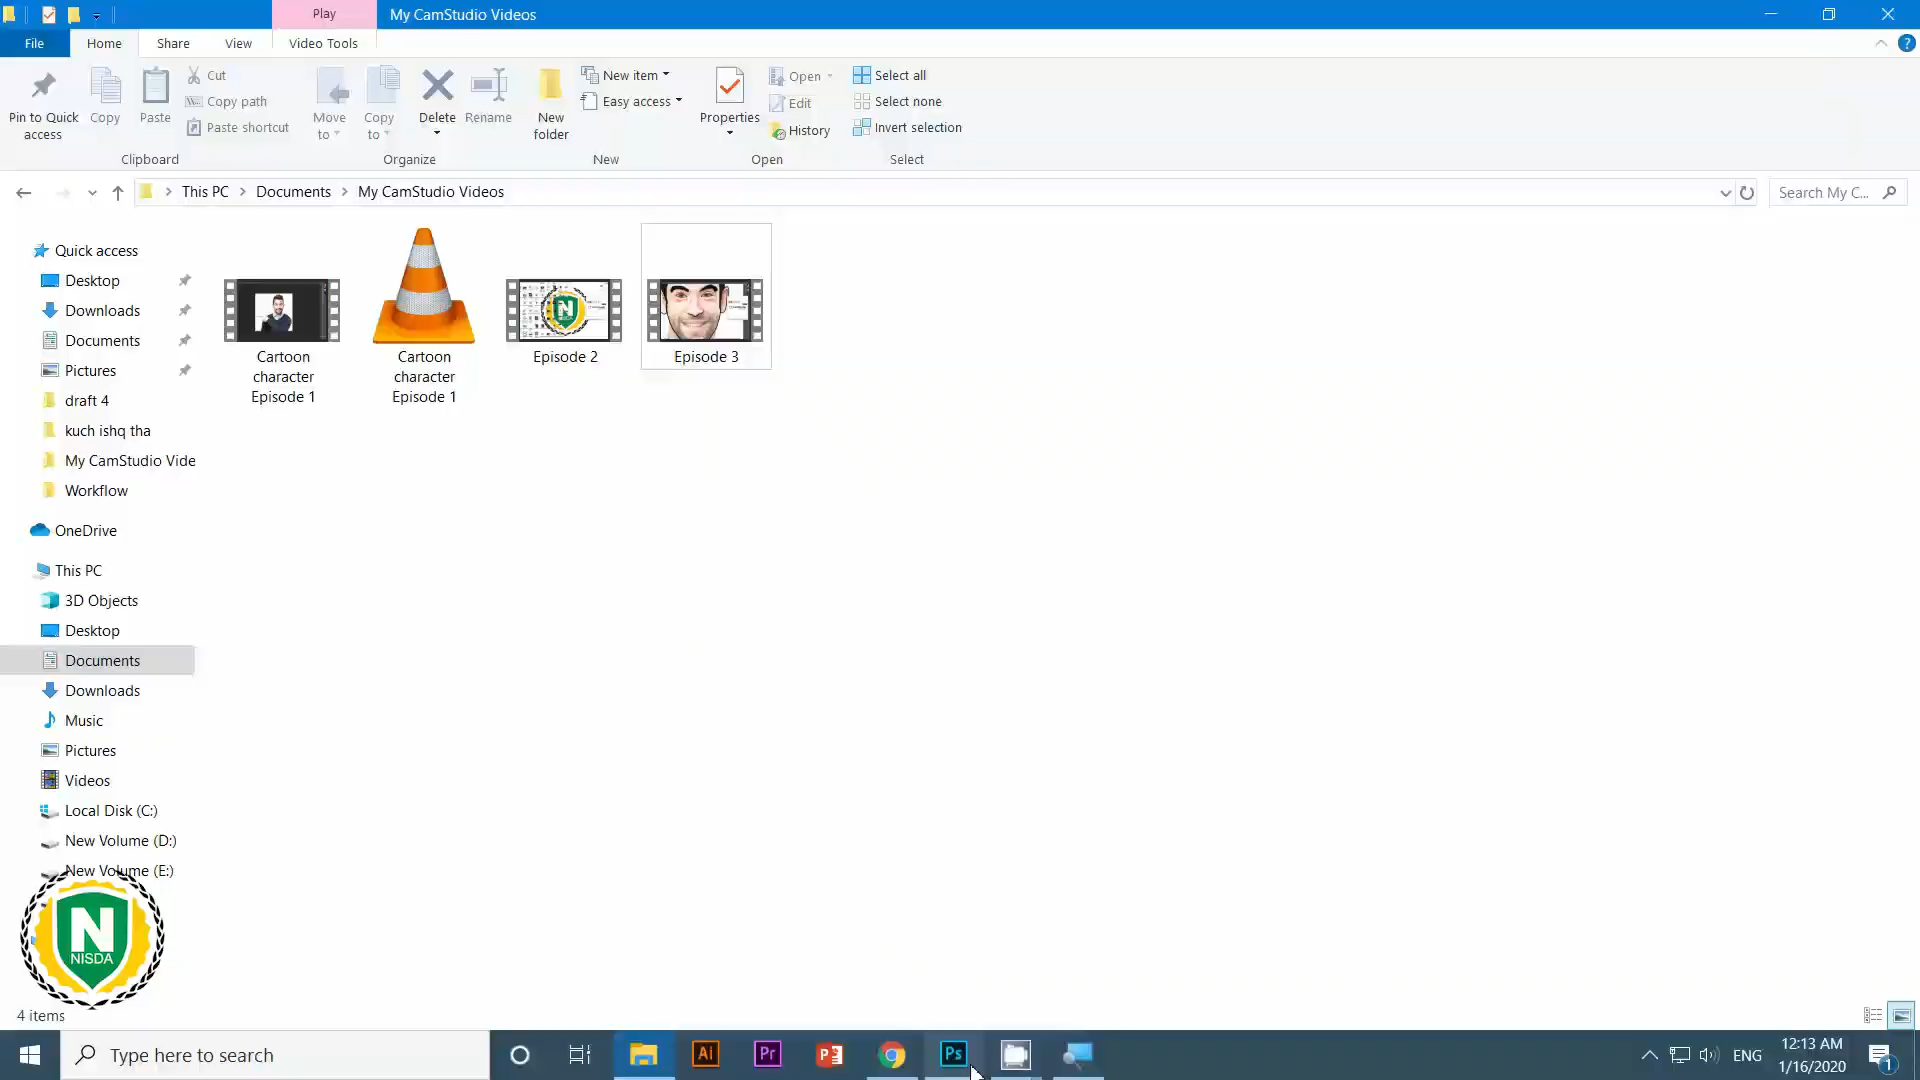 Play
My CamStudio Videos
File
Home
Share
View
Video Tools
?
Pin to Quick access
Copy
Paste
Cut
Copy path
Paste shortcut
Clipboard
Move to
Copy to
Delete
Rename
Organize
New folder
New item
Easy access
New
Properties
Open
Edit
History
Open
Select all
Select none
Invert selection
Select
This PC
Documents
My CamStudio Videos
Search My C...
Quick access
Desktop
Downloads
Documents
Pictures
draft 4
kuch ishq tha
My CamStudio Vide
Workflow
OneDrive
This PC
3D Objects
Desktop
Documents
Downloads
Music
Pictures
Videos
Local Disk (C:)
New Volume (D:)
New Volume (E:)
Cartoon
character
Episode 1
Cartoon
character
Episode 1
N
Episode 2
Episode 3
N
NISDA
4 items
Type here to search
Ai
Pr
P
Ps
ENG
12:13 AM
1/16/2020
1